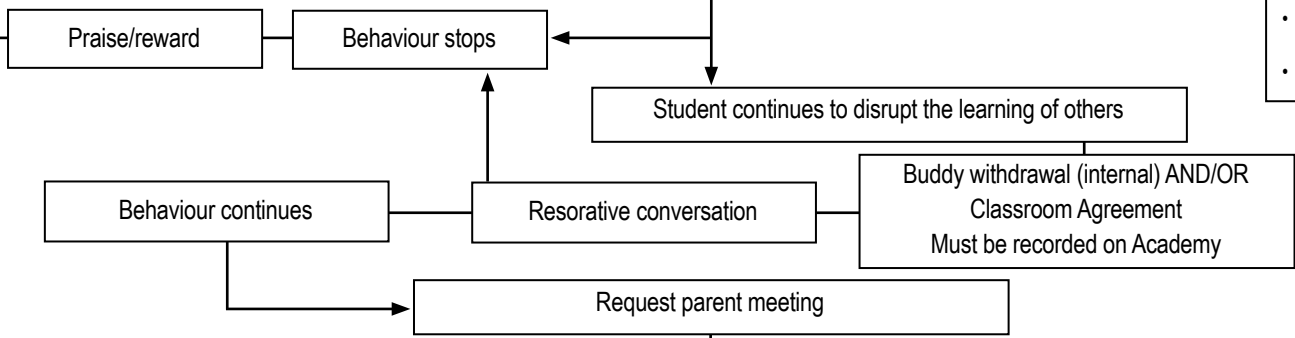 Praise/reward
Behaviour stops
•
•
Student continues to disrupt the learning of others
Buddy withdrawal (internal) AND/OR
Classroom Agreement
Must be recorded on Academy
Resorative conversation
Behaviour continues
Request parent meeting